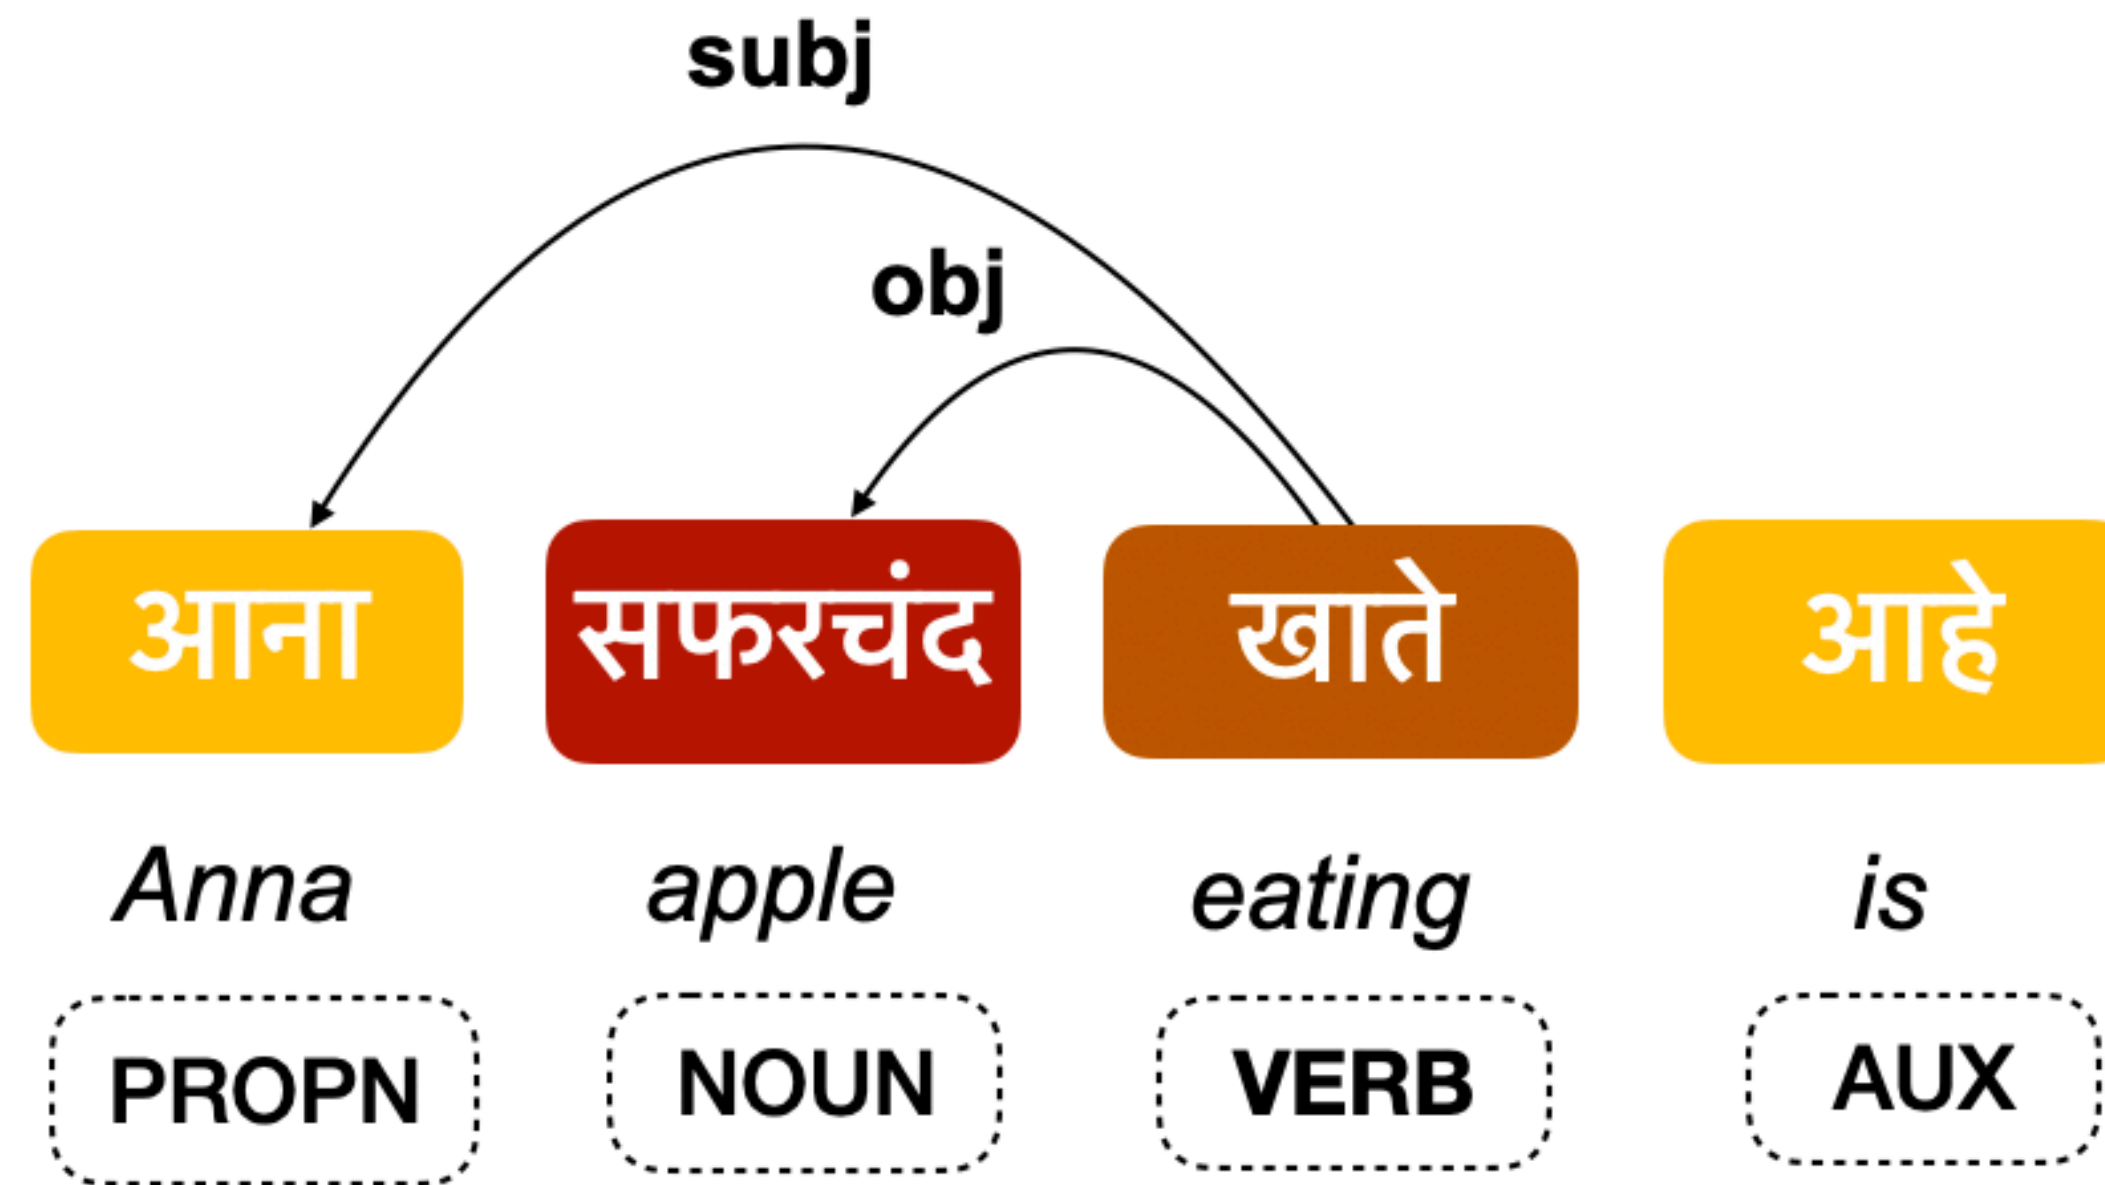 subj
obj
आना सफरचंद खाते आहे
Anna apple eating is
PROPN NOUN VERB AUX